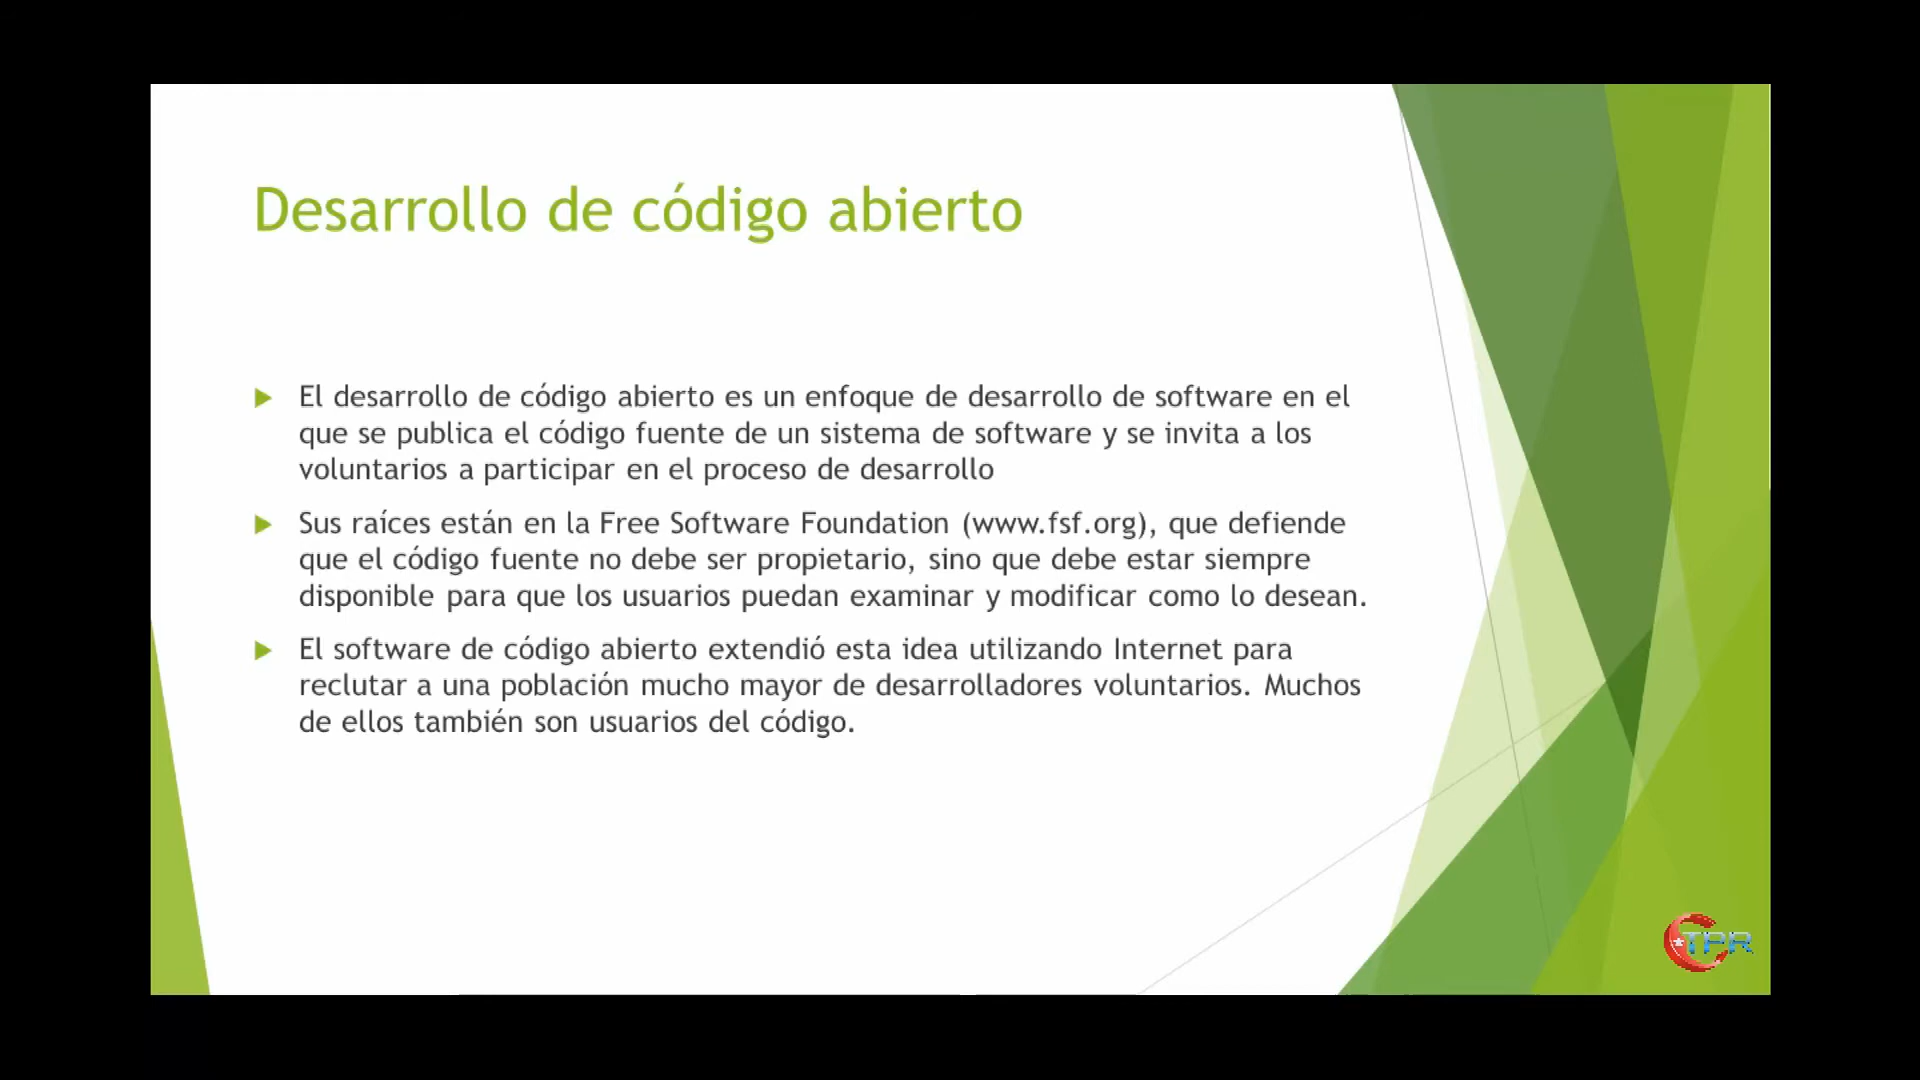 Desarrollo de código abierto
El desarrollo de código abierto es un enfoque de desarrollo de software en el
que se publica el código fuente de un sistema de software y se invita a los
voluntarios a participar en el proceso de desarrollo
Sus raíces están en la Free Software Foundation (www.fsf.org), que defiende
que el código fuente no debe ser propietario, sino que debe estar siempre
disponible para que los usuarios puedan examinar y modificar como lo desean.
El software de código abierto extendió esta idea utilizando Internet para
reclutar a una población mucho mayor de desarrolladores voluntarios. Muchos
de ellos también son usuarios del código.
TPR